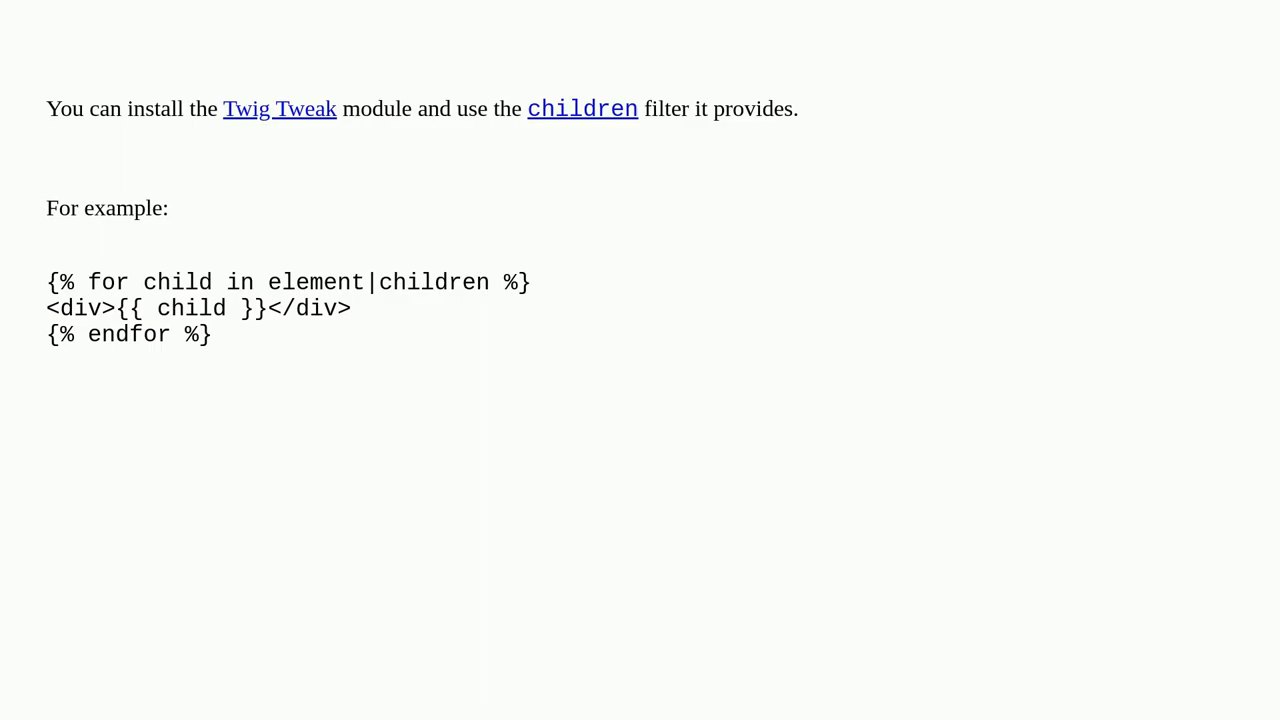 You can install the Twig Tweak module and use the children filter it provides.
For example:
{% for child in element|children %}
<div>{{ child }}</div>
{% endfor %}